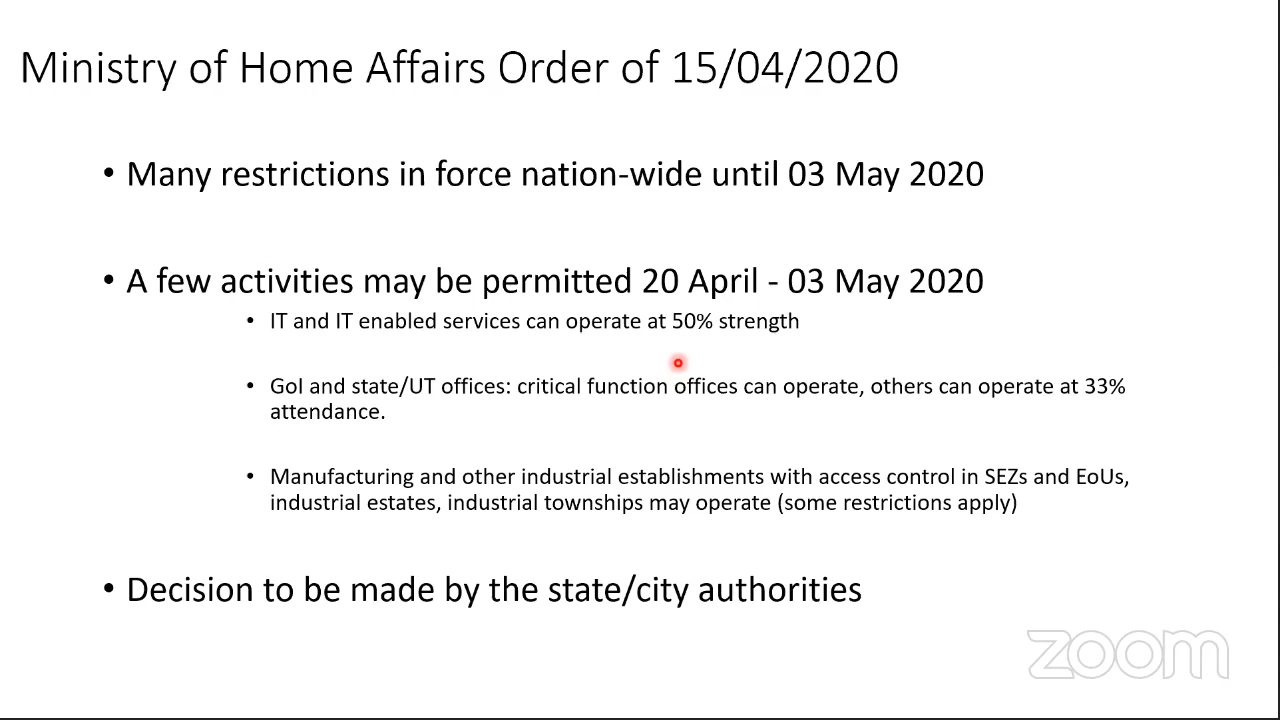 Ministry of Home Affairs Order of 15/04/2020
• Many restrictions in force nation-wide until 03 May 2020
• A few activities may be permitted 20 April - 03 May 2020
• IT and IT enabled services can operate at 50% strength
• GoI and state/UT offices: critical function offices can operate, others can operate at 33%
attendance.
• Manufacturing and other industrial establishments with access control in SEZs and EoUs,
industrial estates, industrial townships may operate (some restrictions apply)
• Decision to be made by the state/city authorities
zoom